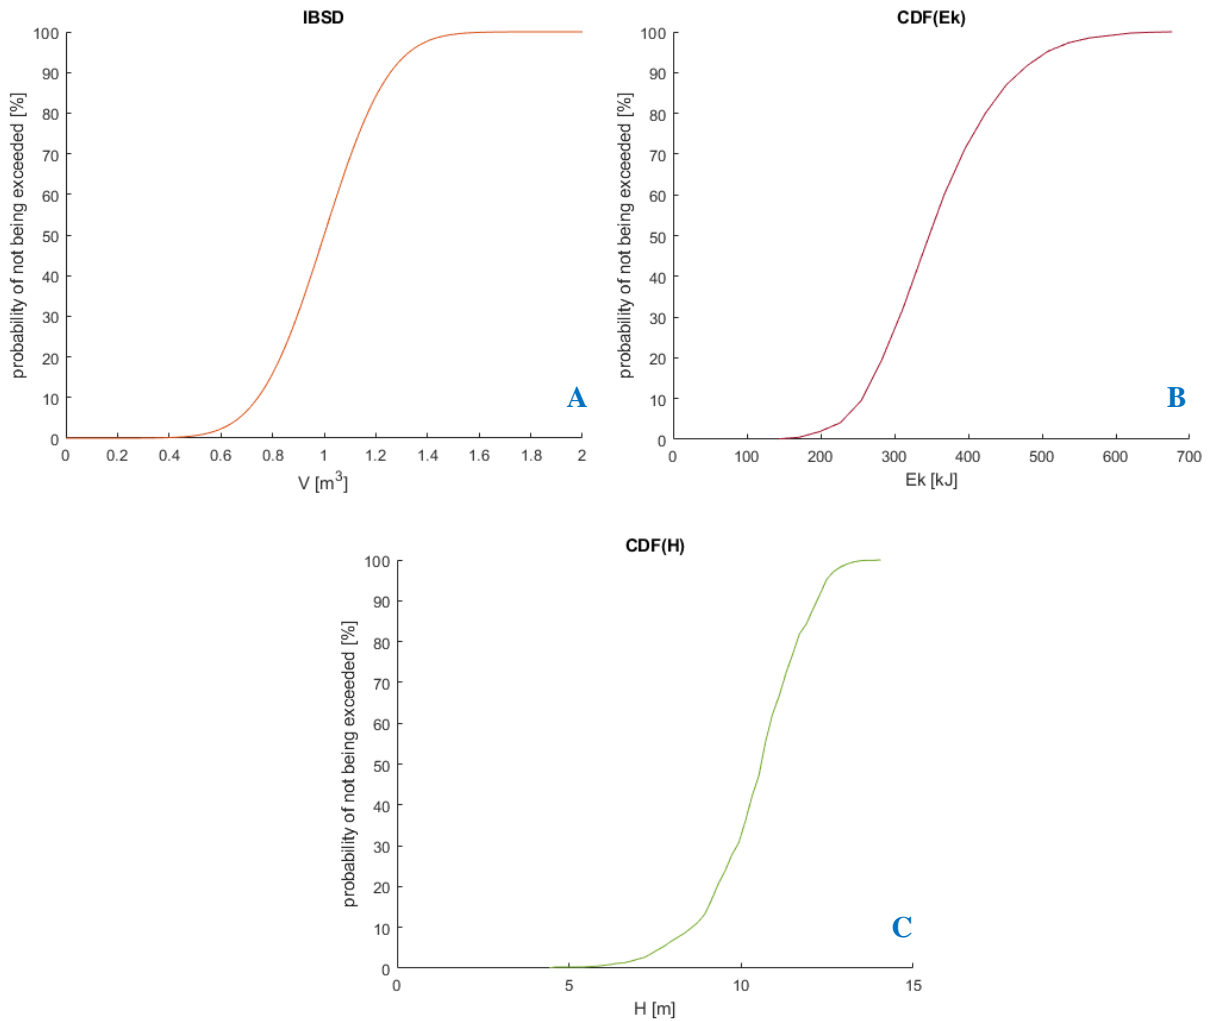 IBSD
probability of not being exceeded [%]
100
90
80
70
60
50
40
30
20
10
0
0 0.2 0.4 0.6 0.8 1 1.2 1.4 1.6 1.8 2
V [m³]
A
CDF(Ek)
probability of not being exceeded [%]
100
90
80
70
60
50
40
30
20
10
0
0 100 200 300 400 500 600 700
Ek [kJ]
B
CDF(H)
probability of not being exceeded [%]
100
90
80
70
60
50
40
30
20
10
0
0 5 10 15
H [m]
C